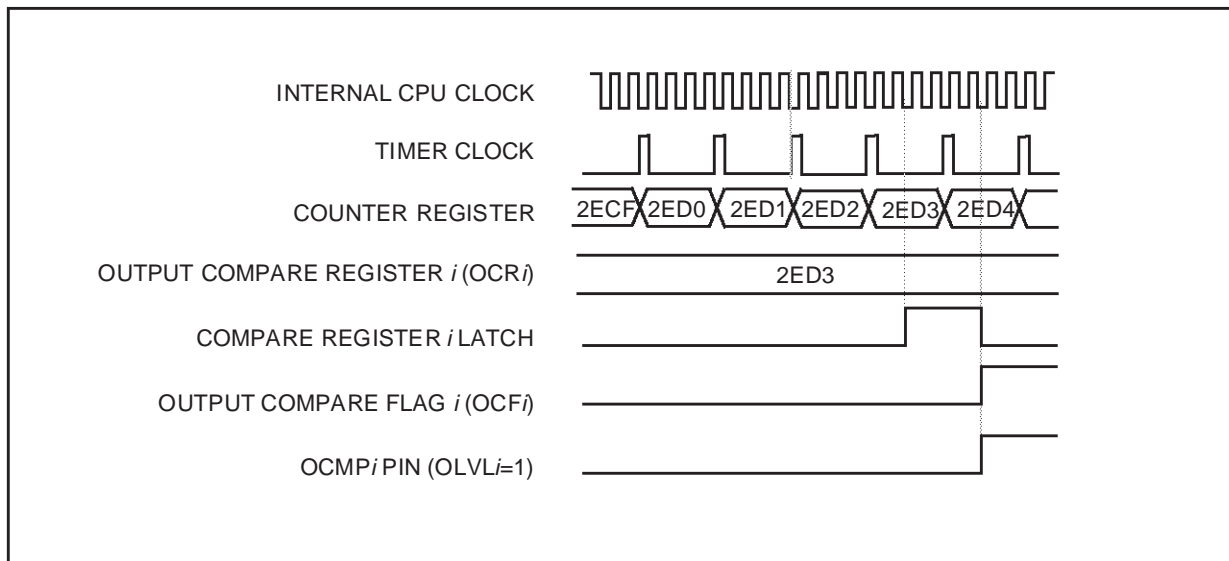 INTERNAL CPU CLOCK
TIMER CLOCK
COUNTER REGISTER 2ECF 2ED0 2ED1 2ED2 2ED3 2ED4
OUTPUT COMPARE REGISTER i (OCRi) 2ED3
COMPARE REGISTER i LATCH
OUTPUT COMPARE FLAG i (OCFi)
OCMPi PIN (OLVLi=1)